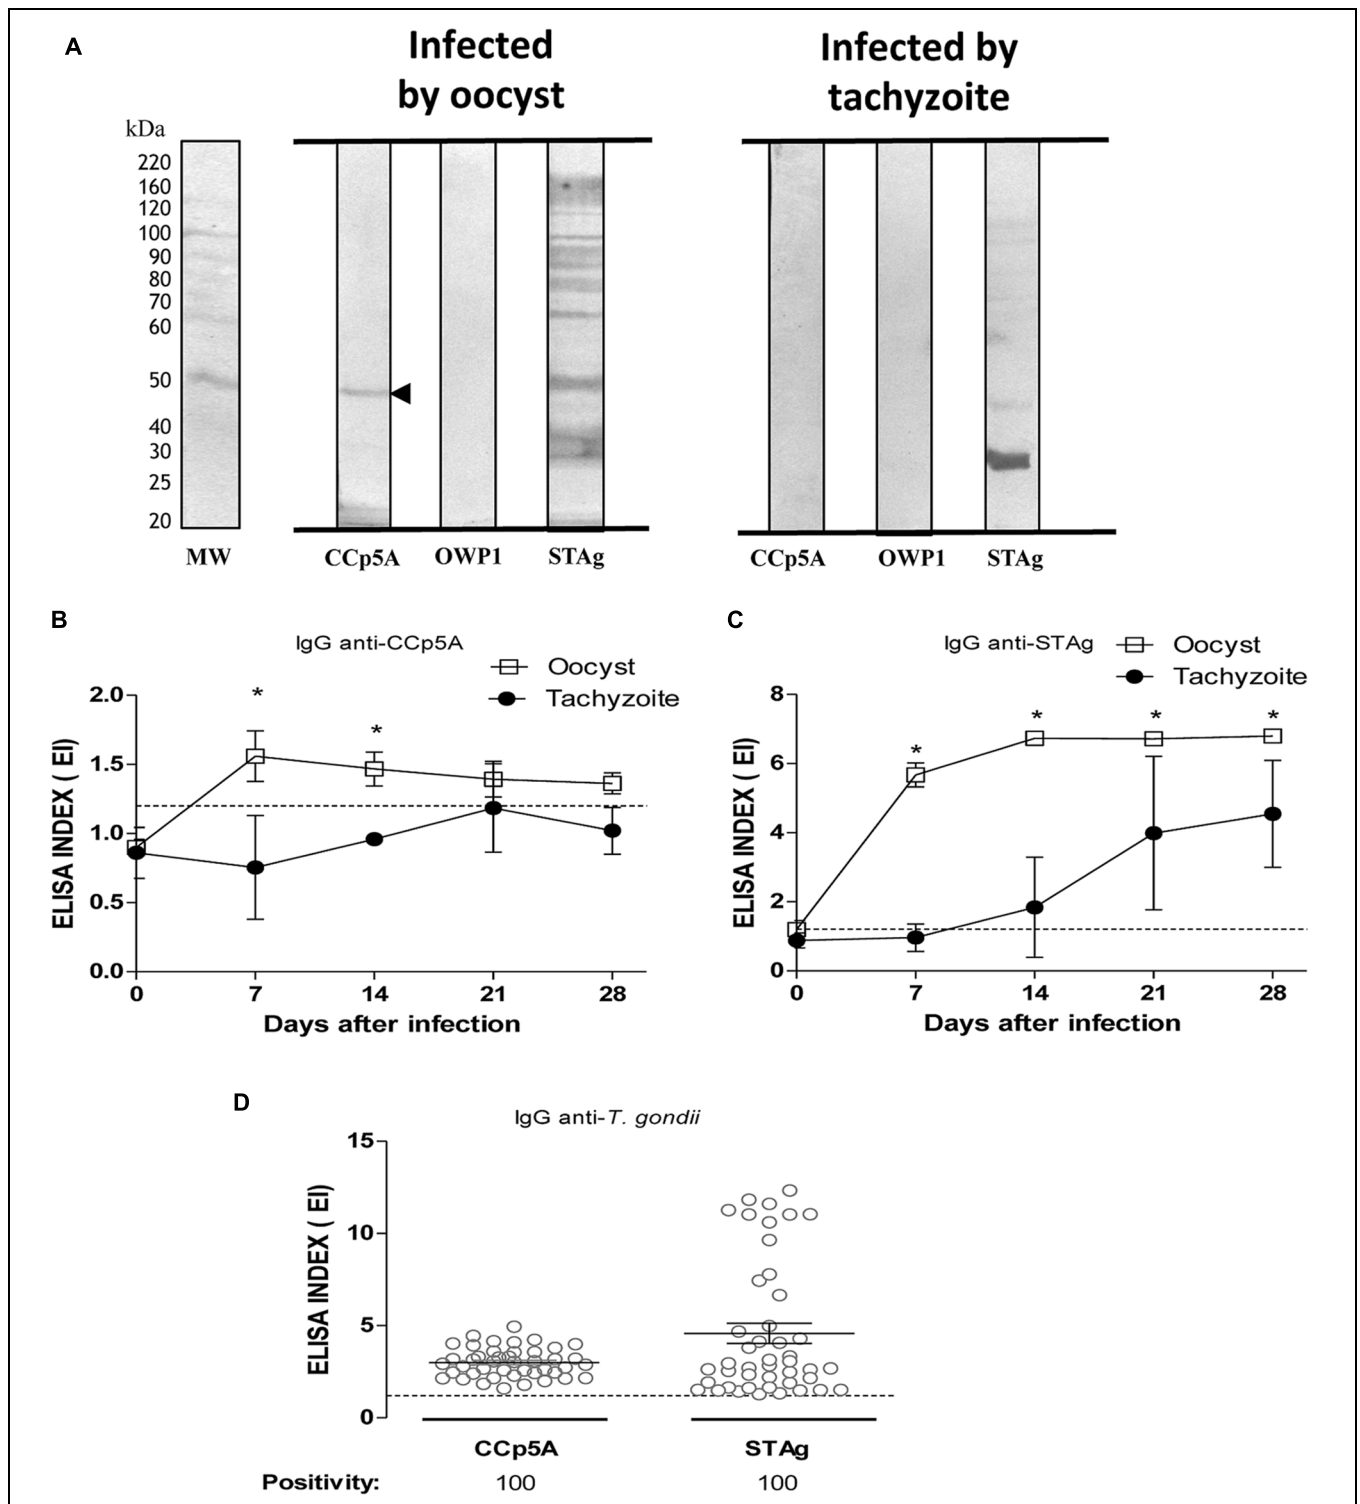 A
Infected
by oocyst
Infected by
tachyzoite
kDa
220
160
120
100
90
80
70
60
50
40
30
25
20
MW
CCp5A
OWP1
STAg
CCp5A
OWP1
STAg
B
IgG anti-CCp5A
Oocyst
Tachyzoite
ELISA INDEX ( EI)
2.0
1.5
1.0
0.5
0.0
*
*
0
7
14
21
28
Days after infection
C
IgG anti-STAg
Oocyst
Tachyzoite
ELISA INDEX ( EI)
8
6
4
2
0
*
*
*
*
0
7
14
21
28
Days after infection
D
IgG anti-T. gondii
ELISA INDEX ( EI)
15
10
5
0
CCp5A
STAg
Positivity:
100
100